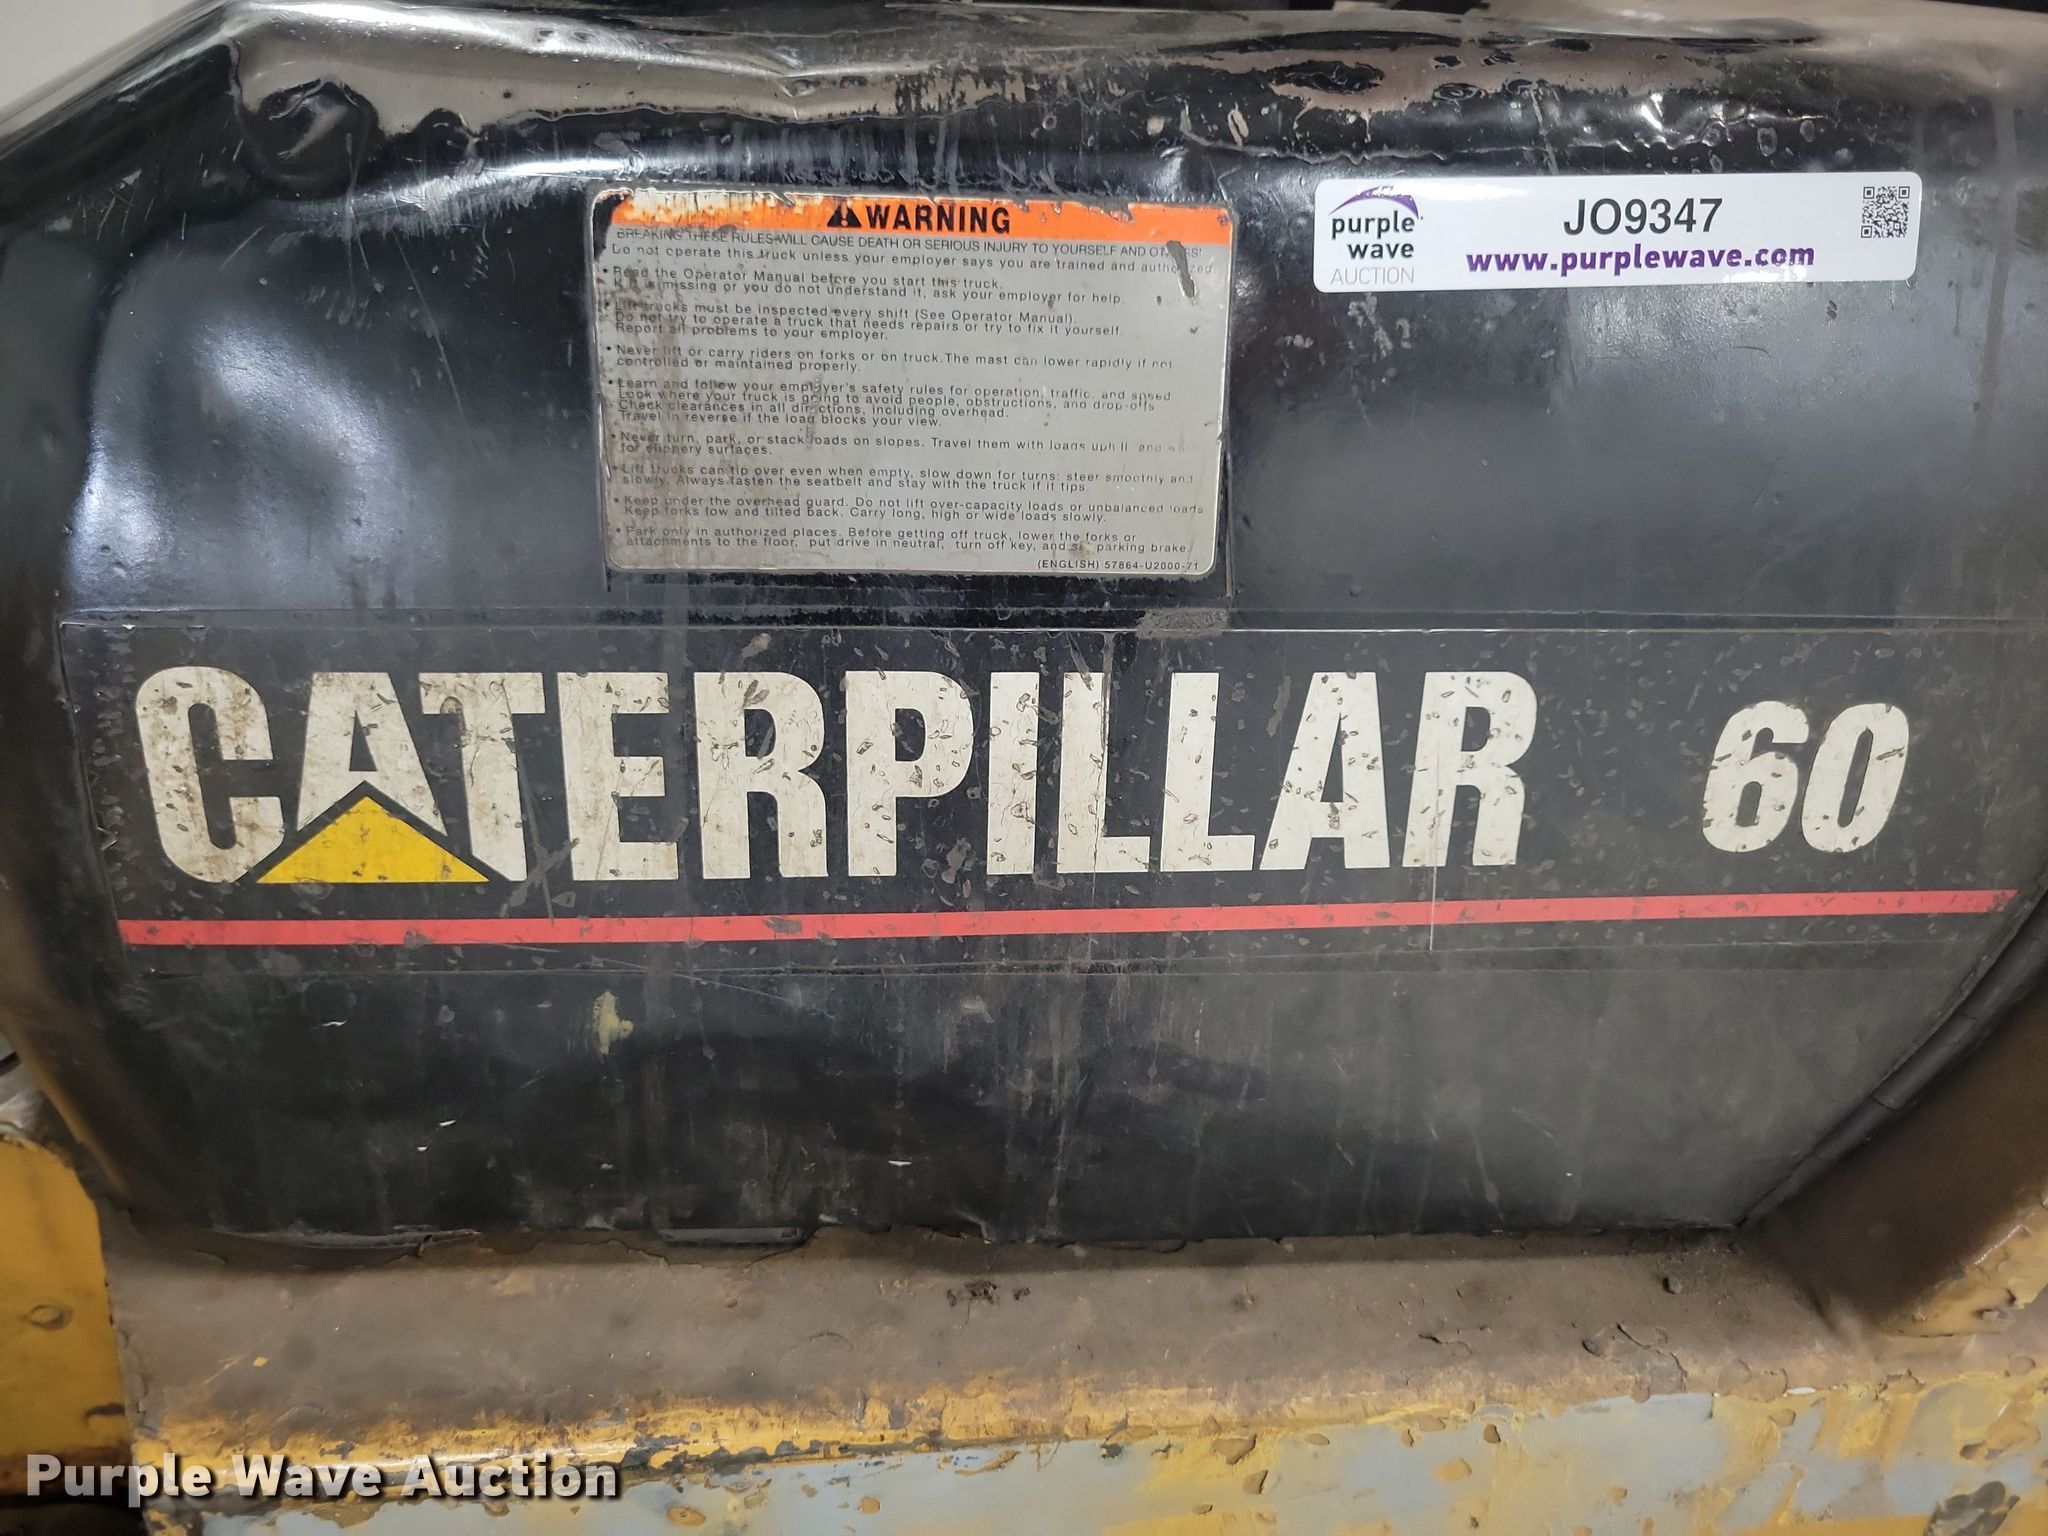 WARNING
BREAKING THESE RULES WILL CAUSE DEATH OR SERIOUS INJURY TO YOURSELF AND
Do not operate this truck unless your employer says you are trained and authorized
• Read the Operator Manual before you start this truck.
If it is missing or you do not understand it, ask your employer for help.
• Lift trucks must be inspected every shift (See Operator Manual).
Do not try to operate a truck that needs repairs or try to fix it yourself.
Report all problems to your employer.
• Never lift or carry riders on forks or on truck. The mast can lower rapidly if not
controlled or maintained properly.
• Learn and follow your employer's safety rules for operation, traffic, and speed
Look where your truck is going to avoid people, obstructions, and drop-offs
Check clearances in all directions, including overhead.
Travel in reverse if the load blocks your view.
• Never turn, park, or stack loads on slopes. Travel them with loads uphill and
for slippery surfaces.
• Lift trucks can tip over even when empty, slow down for turns: steer smoothly and
slowly. Always fasten the seatbelt and stay with the truck if it tips.
• Keep under the overhead guard. Do not lift over-capacity loads or unbalanced loads
Keep forks low and tilted back. Carry long, high or wide loads slowly.
• Park only in authorized places. Before getting off truck, lower the forks or
attachments to the floor, put drive in neutral, turn off key, and set parking brake.
(ENGLISH) 57864-U2000-71
purple
wave
AUCTION
JO9347
www.purplewave.com
CATERPILLAR 60
Purple Wave Auction